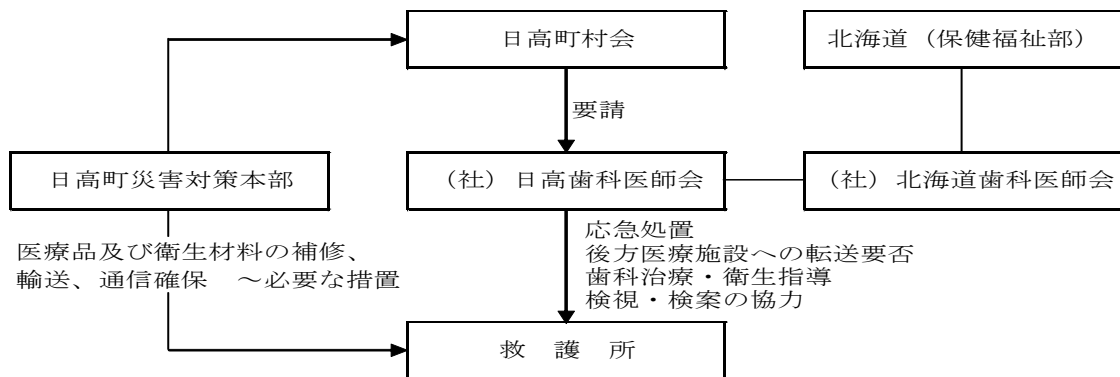 日高町村会
北海道（保健福祉部）
要請
日高町災害対策本部
（社）日高歯科医師会
（社）北海道歯科医師会
医療品及び衛生材料の補修、
輸送、通信確保　～必要な措置
応急処置
後方医療施設への転送要否
歯科治療・衛生指導
検視・検案の協力
救　護　所